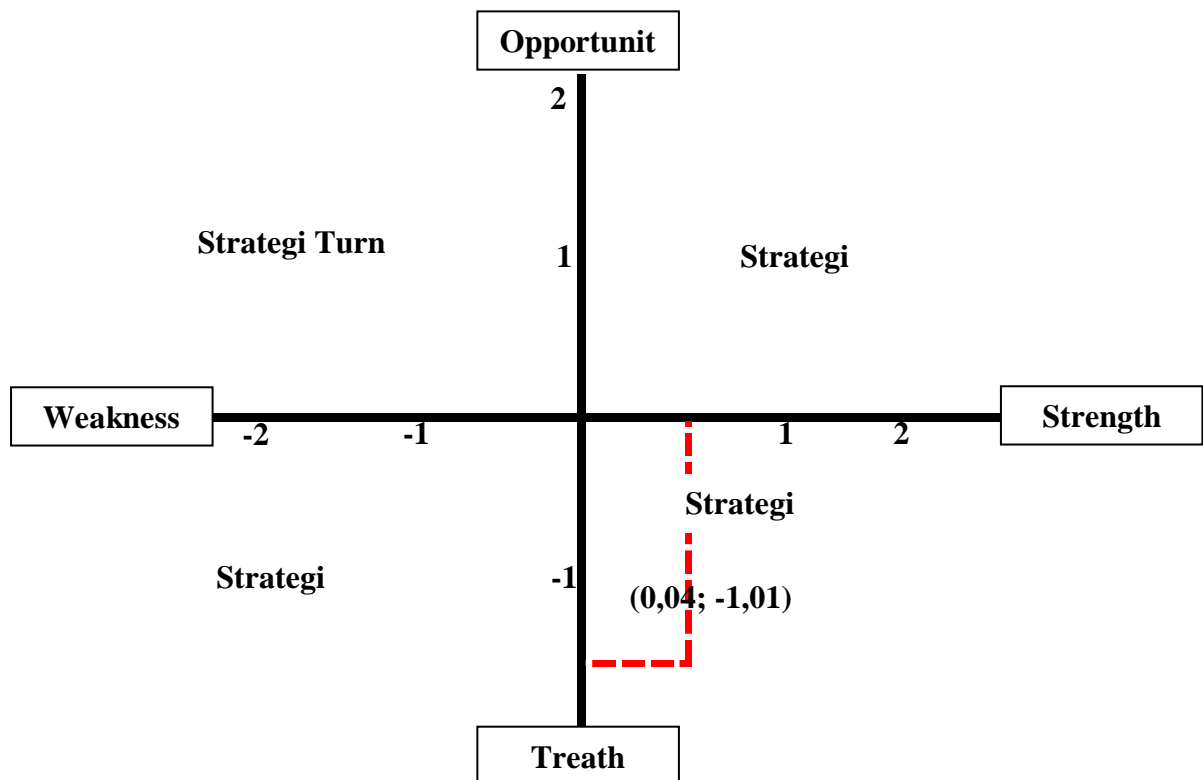 Opportunit
2
Strategi Turn
1
Strategi
Weakness
-2
-1
1
2
Strength
Strategi
Strategi
-1
(0,04; -1,01)
Treath